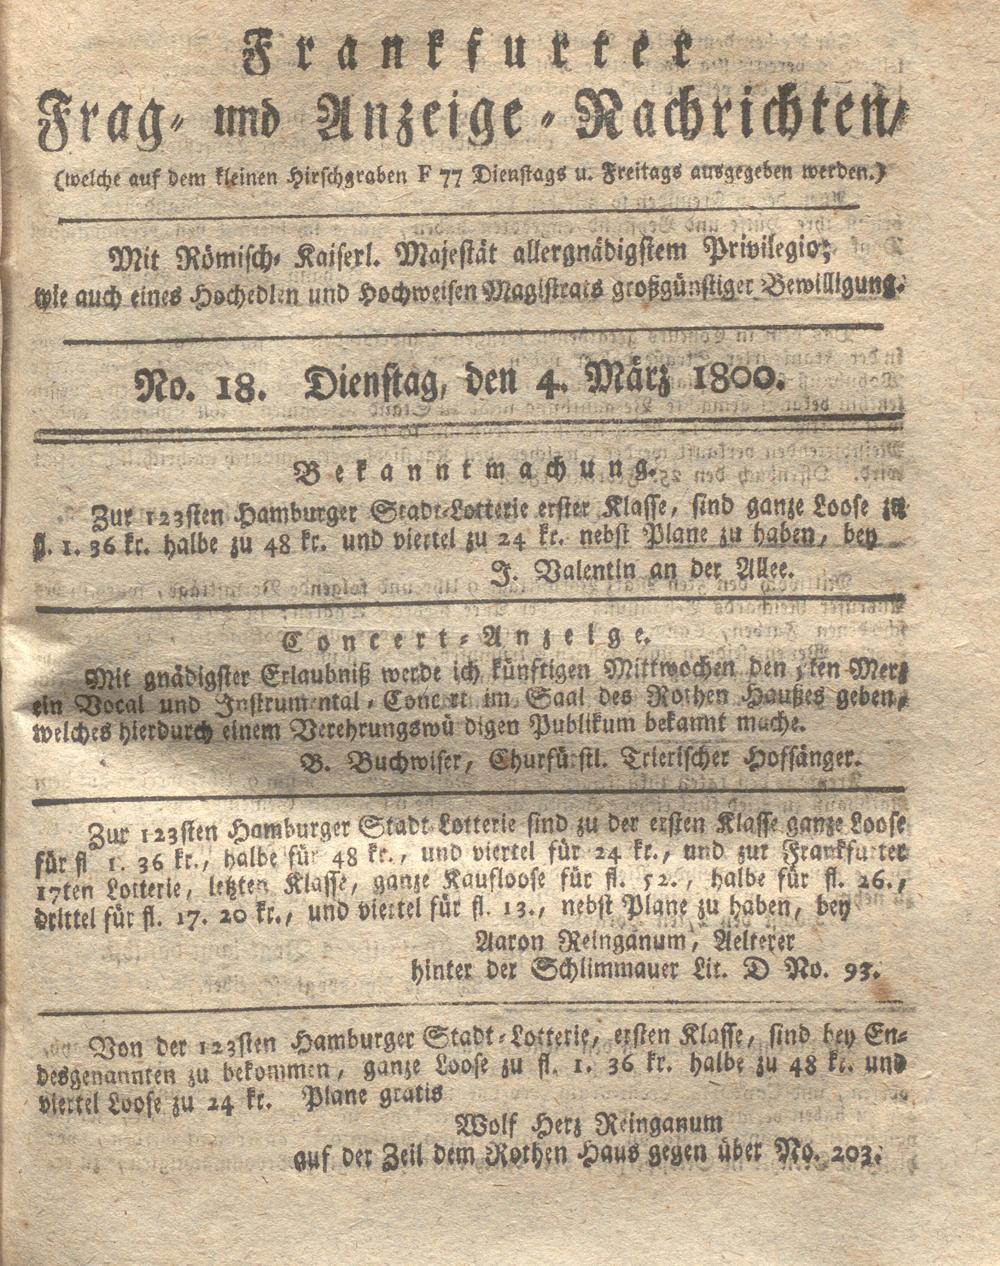 Frankfurter
Frag- und Anzeige-Nachrichten,
(welche auf dem kleinen Hirschgraben F 77 Dienstags u. Freitags ausgegeben werden.)
Mit Römisch-Kaiserl. Majestät allergnädigstem Privilegio;
wie auch eines Hochedlen und Hochweisen Magistrats großgünstiger Bewilligung.
No. 18. Dienstag, den 4. März 1800.
Bekanntmachung.
Zur 123sten Hamburger Stadt-Lotterie erster Klasse, sind ganze Loose zu
fl. 1. 36 kr. halbe zu 48 kr. und viertel zu 24 kr. nebst Plane zu haben, bey
J. Valentin an der Allee.
Concert-Anzeige.
Mit gnädigster Erlaubniß werde ich künftigen Mittwochen den 5ten Merz
ein Vocal und Instrumental-Concert im Saal des Rothen Haußes geben,
welches hierdurch einem Verehrungswürdigen Publikum bekannt mache.
B. Buchwiser, Churfürstl. Trierischer Hofsänger.
Zur 123sten Hamburger Stadt Lotterie sind zu der ersten Klasse ganze Loose
für fl 1. 36 kr., halbe für 48 kr., und viertel für 24 kr., und zur Frankfurter
17ten Lotterie, letzten Klasse, ganze Kaufloose für fl. 52., halbe für fl. 26.,
drittel für fl. 17. 20 kr., und viertel für fl. 13., nebst Plane zu haben, bey
Aaron Reinganum, Aelterer
hinter der Schlimmauer Lit. D No. 93.
Von der 123sten Hamburger Stadt-Lotterie, ersten Klasse, sind bey En-
desgenannten zu bekommen, ganze Loose zu fl. 1. 36 kr. halbe zu 48 kr. und
viertel Loose zu 24 kr. Plane gratis
Wolf Herz Reinganum
auf der Zeil dem Rothen Haus gegen über No. 203.